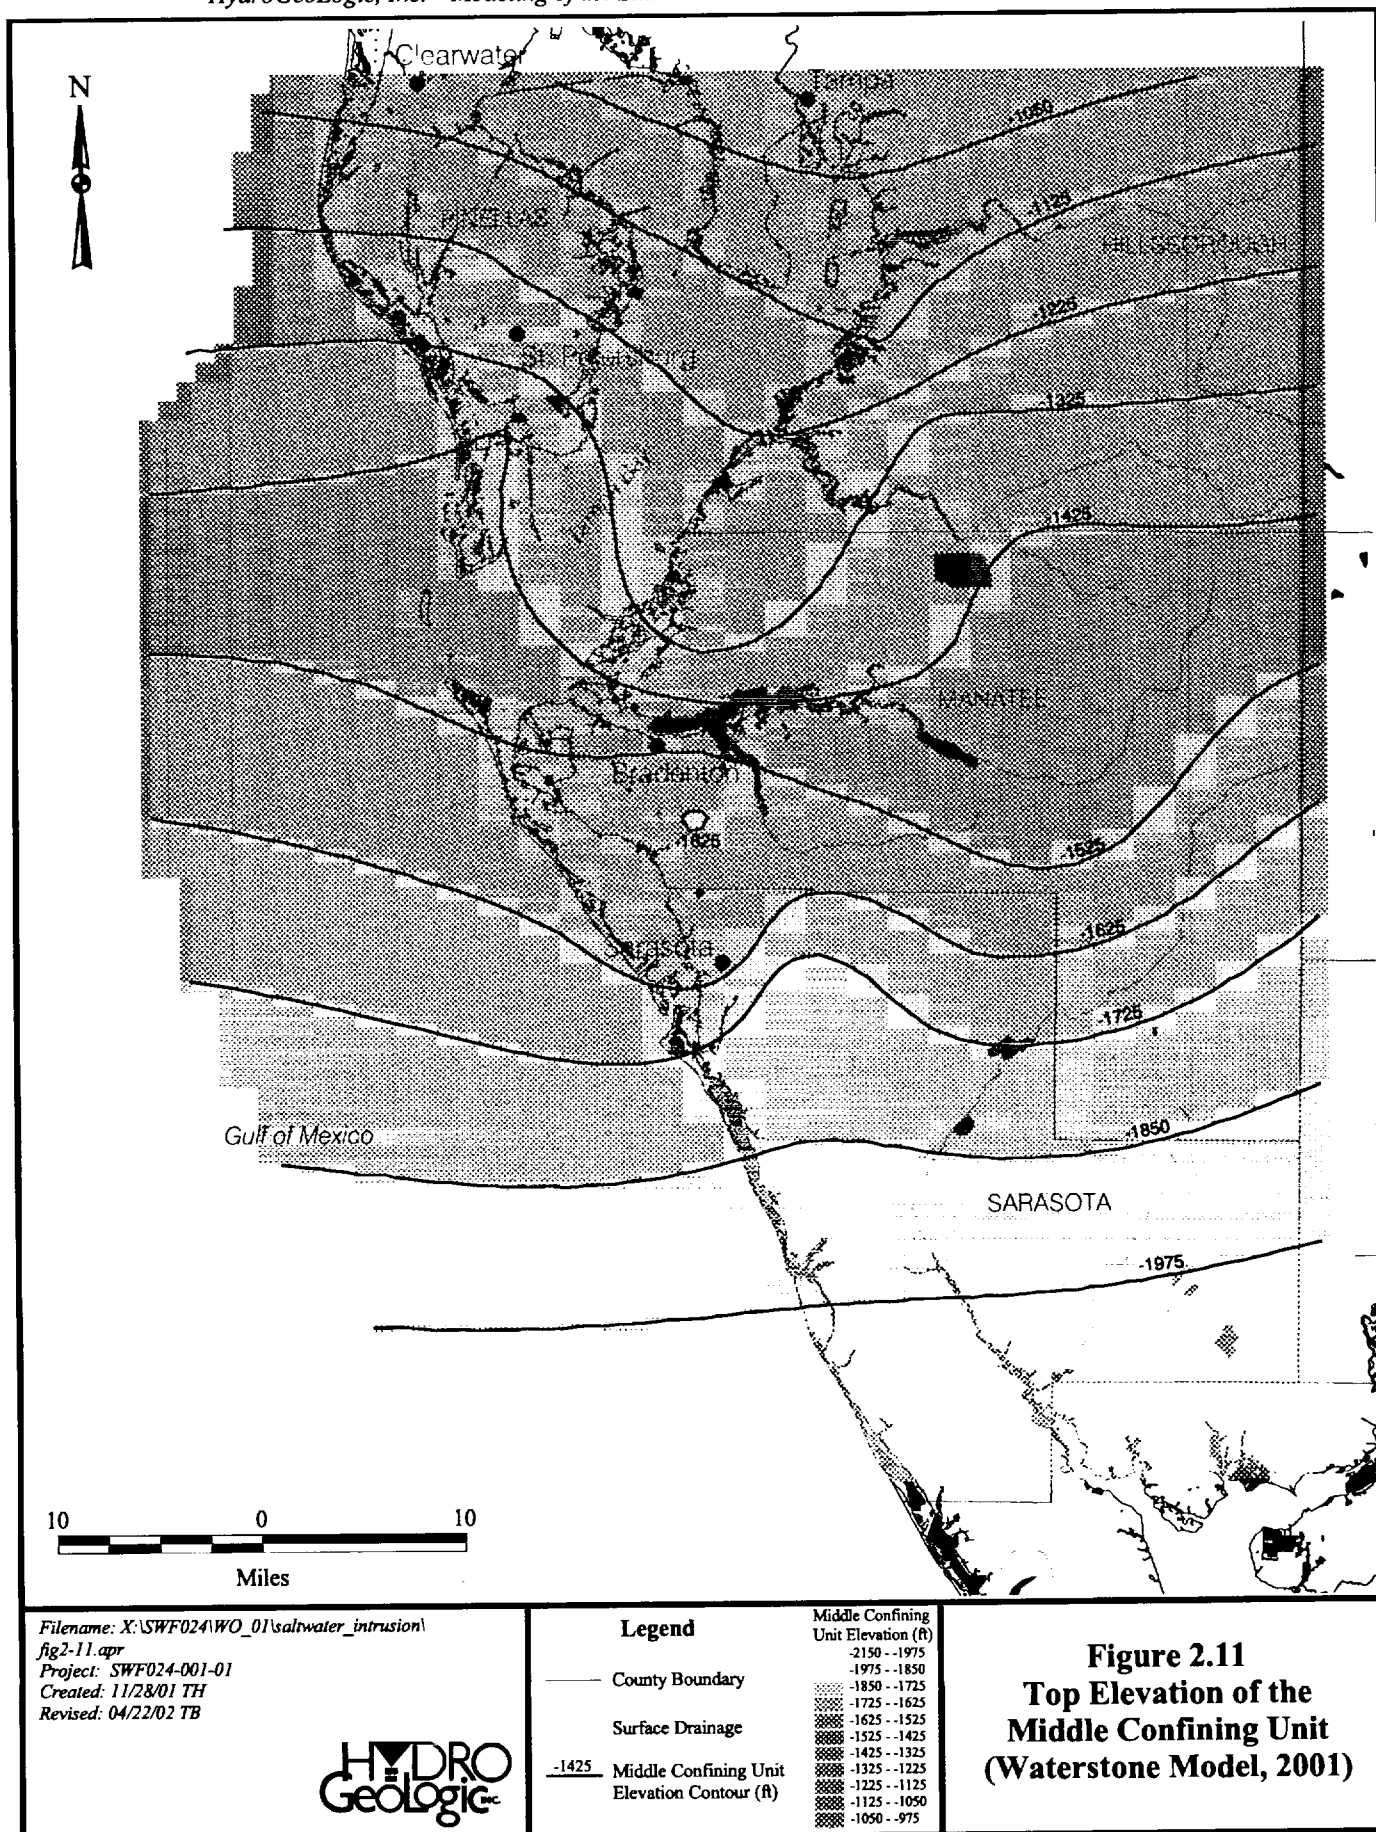 Clearwater
N
Tampa
-1050
-1125
PINELLAS
HILLSBOROUGH
-1225
St. Petersburg
-1325
-1425
MANATEE
Bradenton
-1625
-1525
-1625
Sarasota
-1725
Gulf of Mexico
-1850
SARASOTA
-1975
10 0 10
Miles
Filename: X:\SWF024\WO_01\saltwater_intrusion\
fig2-11.apr
Project: SWF024-001-01
Created: 11/28/01 TH
Revised: 04/22/02 TB
HYDRO
GeoLogic INC.
Legend
County Boundary
Surface Drainage
-1425 Middle Confining Unit
Elevation Contour (ft)
Middle Confining
Unit Elevation (ft)
-2150 - -1975
-1975 - -1850
-1850 - -1725
-1725 - -1625
-1625 - -1525
-1525 - -1425
-1425 - -1325
-1325 - -1225
-1225 - -1125
-1125 - -1050
-1050 - -975
Figure 2.11
Top Elevation of the
Middle Confining Unit
(Waterstone Model, 2001)